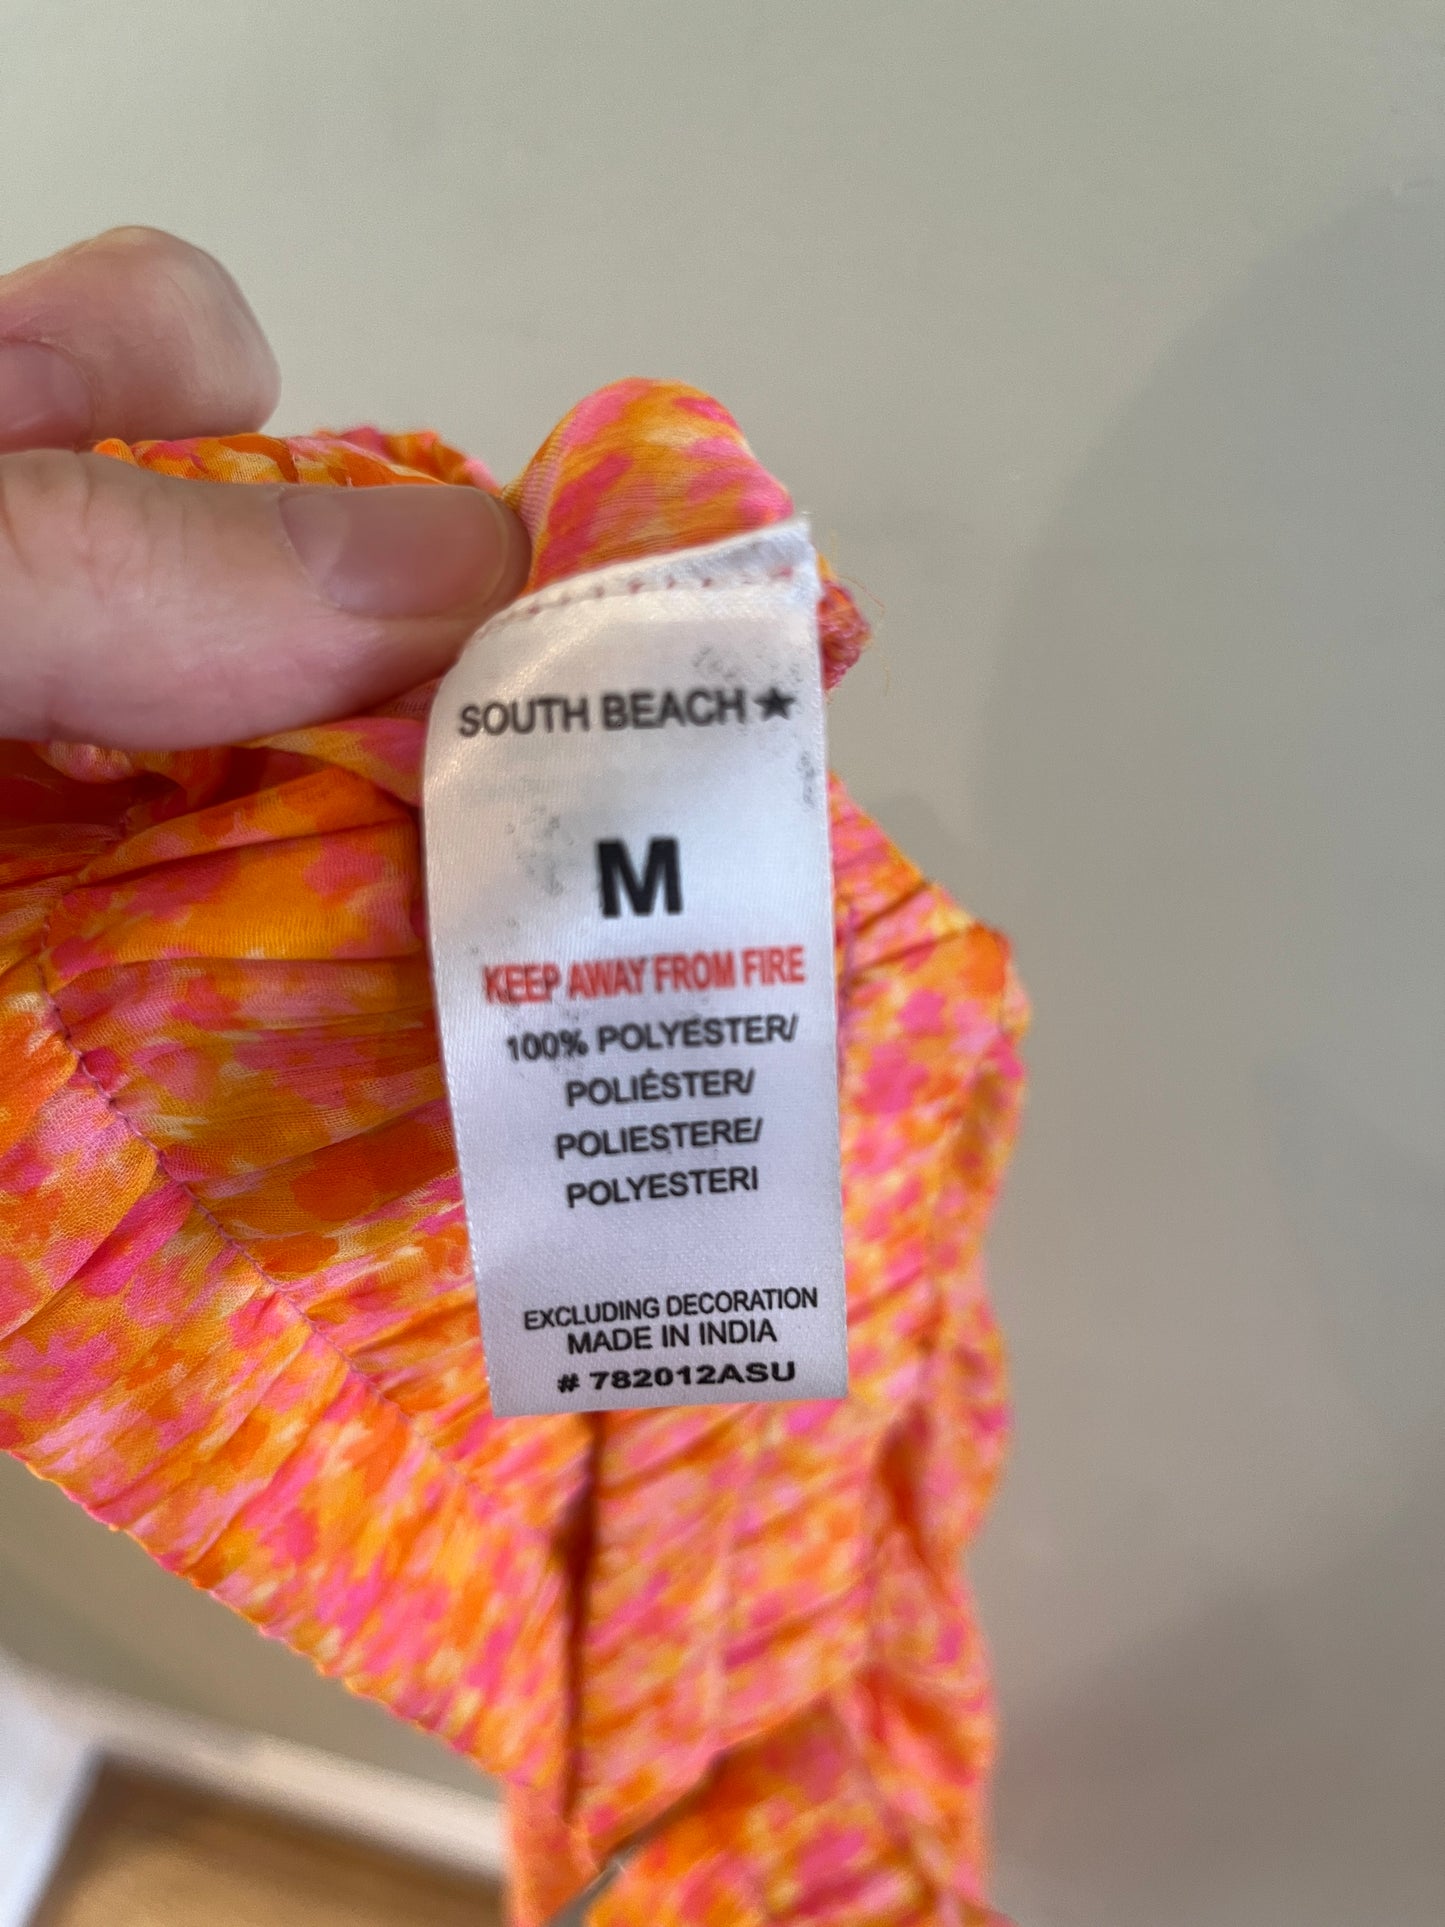 SOUTH BEACH★
M
KEEP AWAY FROM FIRE
100% POLYESTER/
POLIÉSTER/
POLIESTERE/
POLYESTERI
EXCLUDING DECORATION
MADE IN INDIA
# 782012ASU